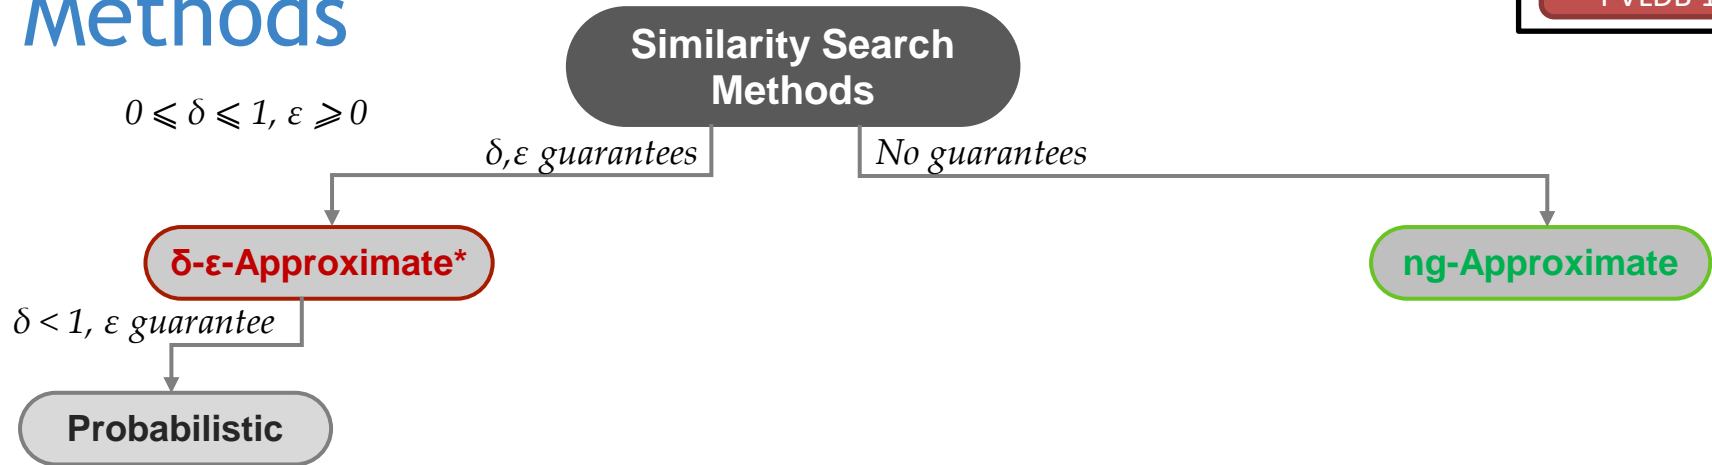 Methods
Similarity Search
Methods
0 ⩽ δ ⩽ 1, ε ⩾ 0
δ,ε guarantees
No guarantees
δ-ε-Approximate*
ng-Approximate
δ < 1, ε guarantee
Probabilistic